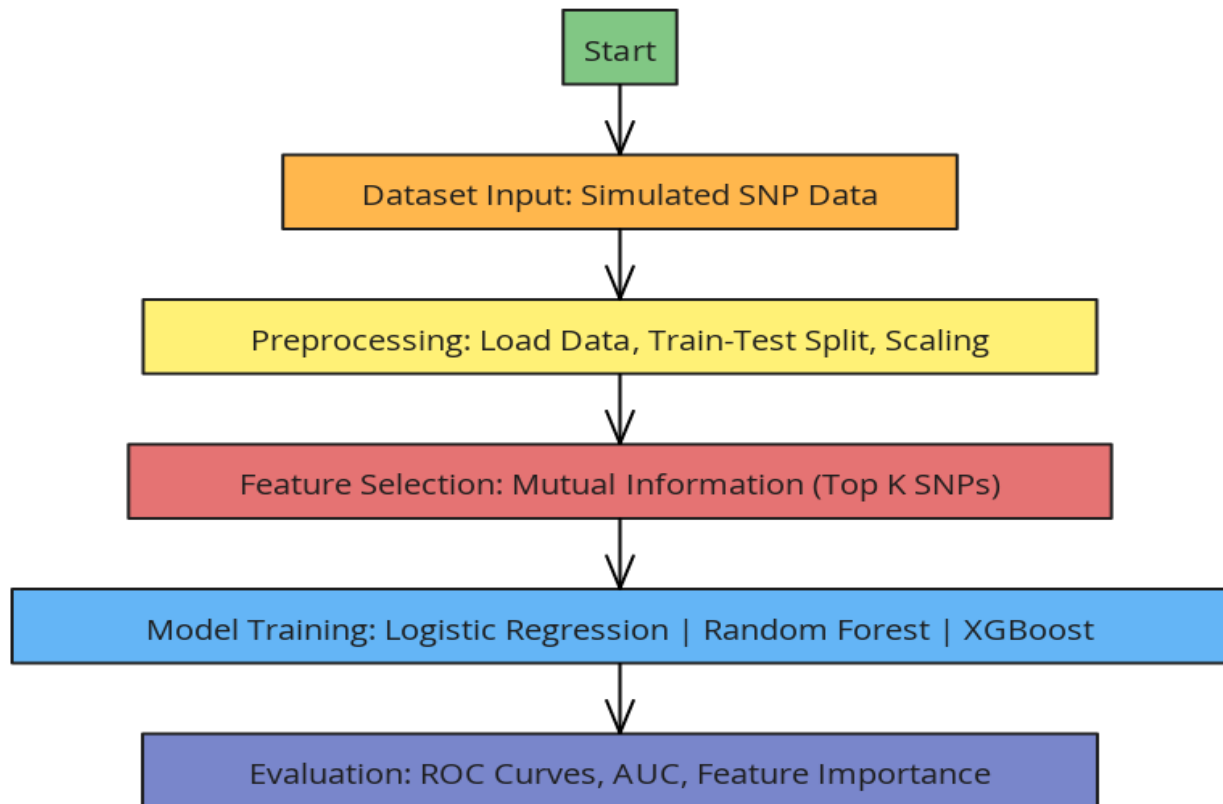 Start
Dataset Input: Simulated SNP Data
Preprocessing: Load Data, Train-Test Split, Scaling
Feature Selection: Mutual Information (Top K SNPs)
Model Training: Logistic Regression | Random Forest | XGBoost
Evaluation: ROC Curves, AUC, Feature Importance